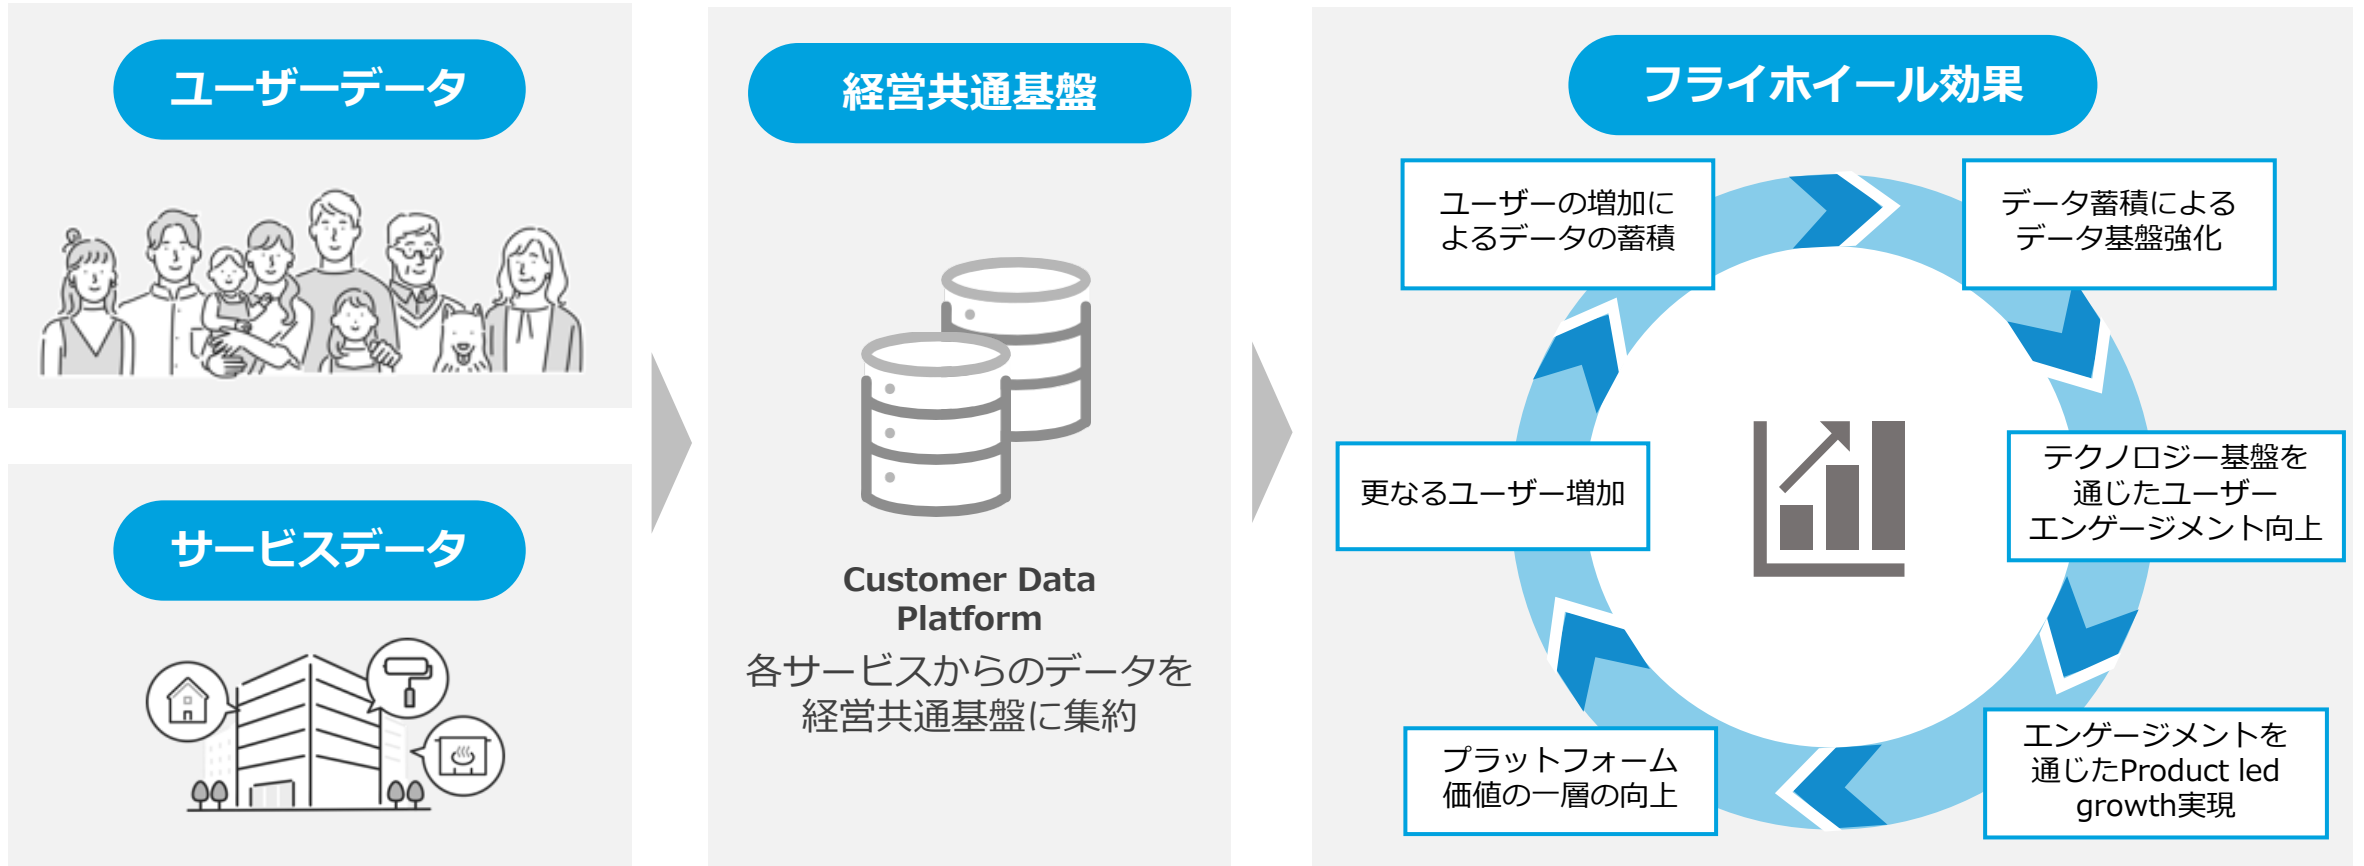 ユーザーデータ
サービスデータ
経営共通基盤
Customer Data
Platform
各サービスからのデータを
経営共通基盤に集約
フライホイール効果
ユーザーの増加に
よるデータの蓄積
データ蓄積による
データ基盤強化
テクノロジー基盤を
通じたユーザー
エンゲージメント向上
エンゲージメントを
通じたProduct led
growth実現
プラットフォーム
価値の一層の向上
更なるユーザー増加